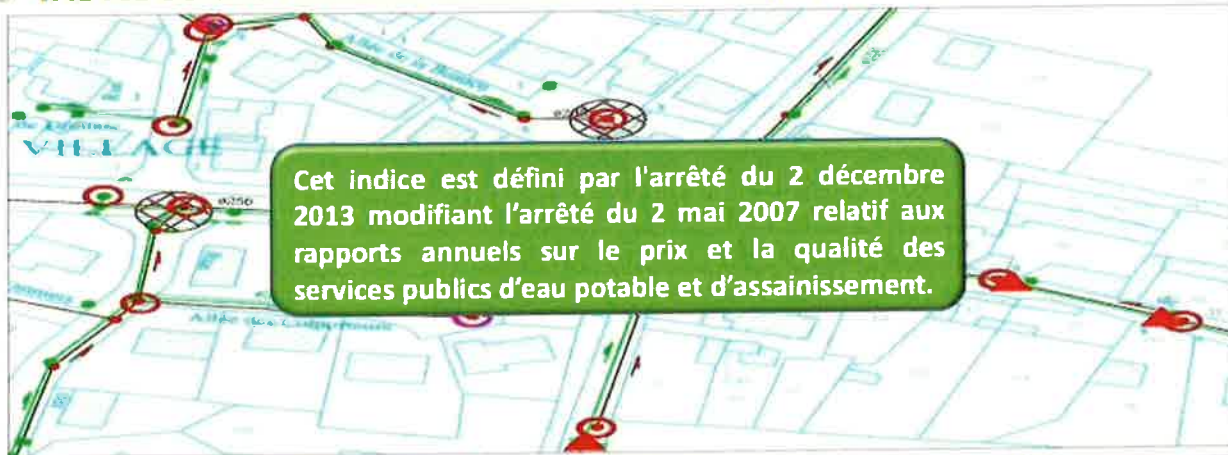 VILLAGE
ø256
Cet indice est défini par l'arrêté du 2 décembre
2013 modifiant l'arrêté du 2 mai 2007 relatif aux
rapports annuels sur le prix et la qualité des
services publics d'eau potable et d'assainissement.